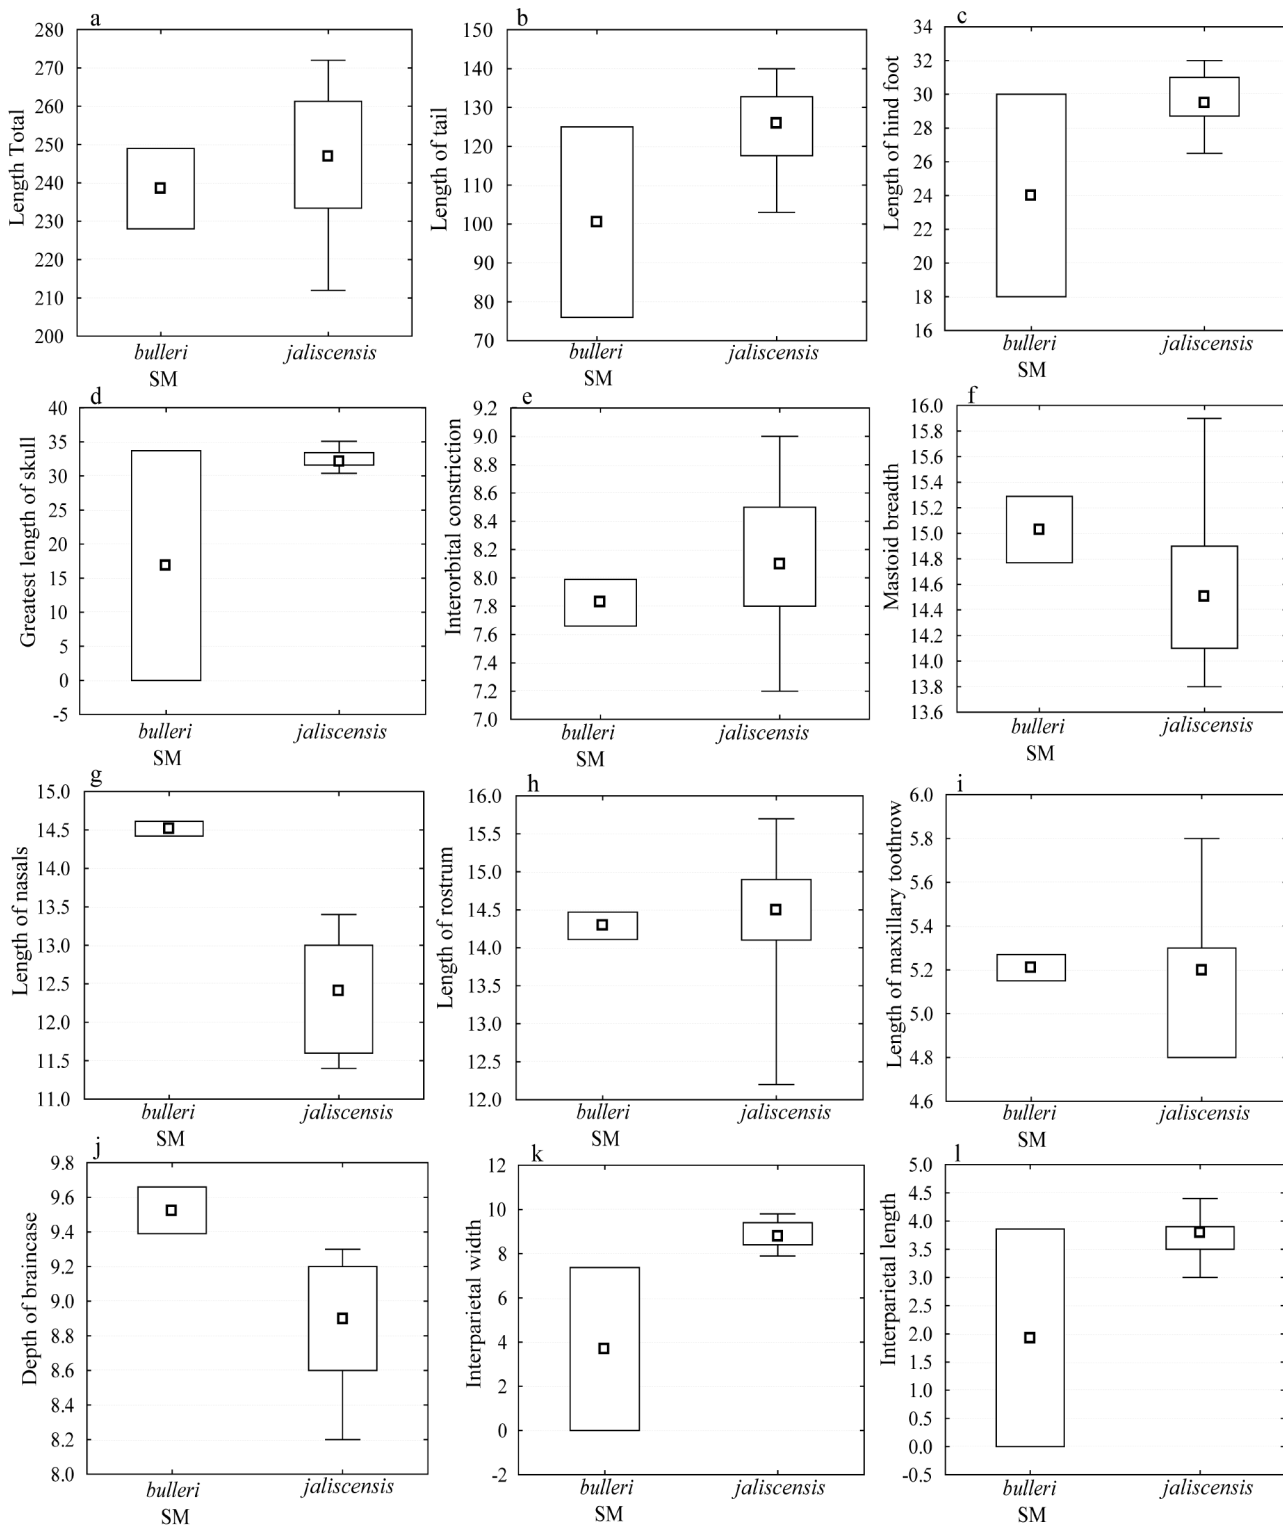 a
280
270
260
250
240
230
220
210
200
Length Total
bulleri
jaliscensis
SM
b
150
140
130
120
110
100
90
80
70
Length of tail
bulleri
jaliscensis
SM
c
34
32
30
28
26
24
22
20
18
16
Length of hind foot
bulleri
jaliscensis
SM
d
40
35
30
25
20
15
10
5
0
-5
Greatest length of skull
bulleri
jaliscensis
SM
e
9.2
9.0
8.8
8.6
8.4
8.2
8.0
7.8
7.6
7.4
7.2
7.0
Interorbital constriction
bulleri
jaliscensis
SM
f
16.0
15.8
15.6
15.4
15.2
15.0
14.8
14.6
14.4
14.2
14.0
13.8
13.6
Mastoid breadth
bulleri
jaliscensis
SM
g
15.0
14.5
14.0
13.5
13.0
12.5
12.0
11.5
11.0
Length of nasals
bulleri
jaliscensis
SM
h
16.0
15.5
15.0
14.5
14.0
13.5
13.0
12.5
12.0
Length of rostrum
bulleri
jaliscensis
SM
i
6.0
5.8
5.6
5.4
5.2
5.0
4.8
4.6
Length of maxillary toothrow
bulleri
jaliscensis
SM
j
9.8
9.6
9.4
9.2
9.0
8.8
8.6
8.4
8.2
8.0
Depth of braincase
bulleri
jaliscensis
SM
k
12
10
8
6
4
2
0
-2
Interparietal width
bulleri
jaliscensis
SM
l
5.0
4.5
4.0
3.5
3.0
2.5
2.0
1.5
1.0
0.5
0.0
-0.5
Interparietal length
bulleri
jaliscensis
SM